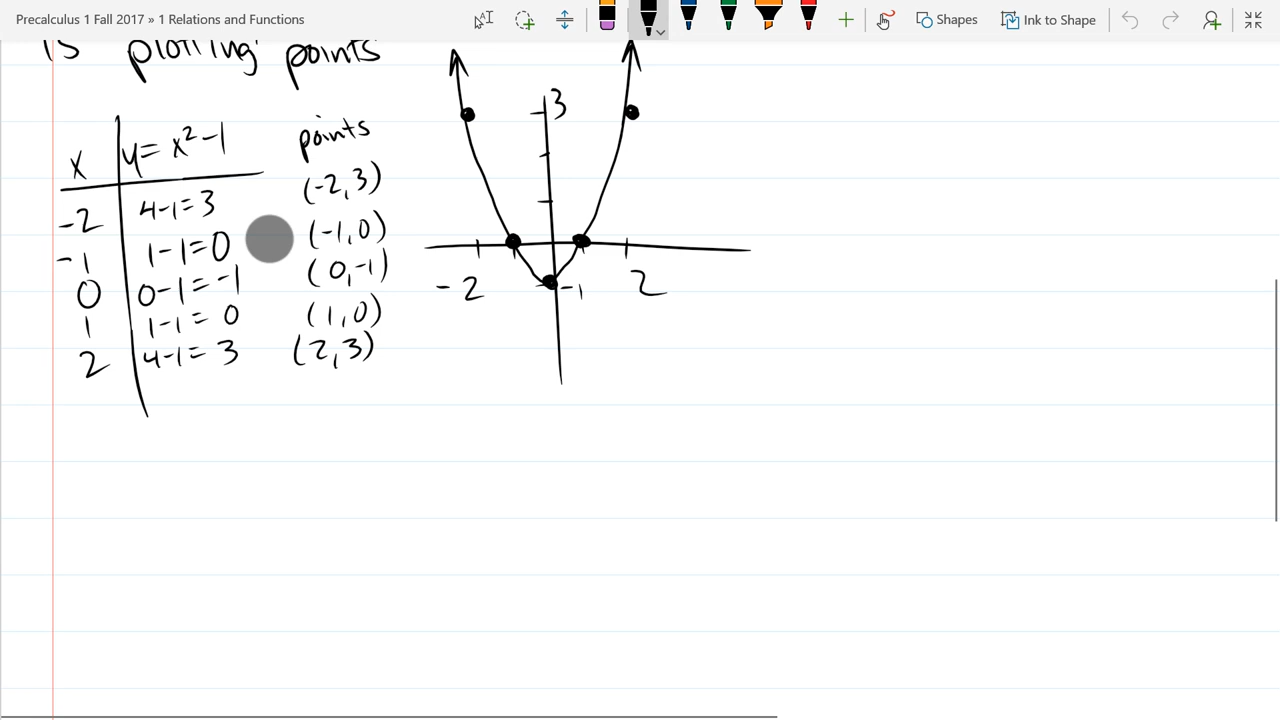 Precalculus 1 Fall 2017 » 1 Relations and Functions
Shapes
Ink to Shape
is plotting points
x y = x² - 1 points
-2 4-1=3 (-2,3)
-1 1-1=0 (-1,0)
0 0-1=-1 (0,-1)
1 1-1=0 (1,0)
2 4-1=3 (2,3)
3
-2 -1 2